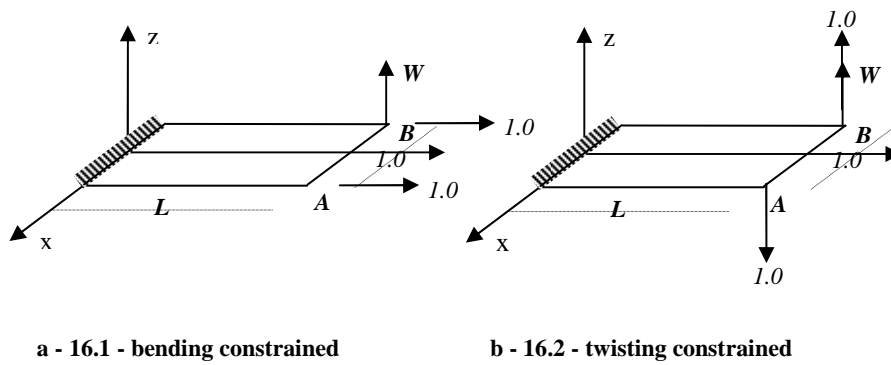 z
W
B
1.0
1.0
1.0
A
L
x
a - 16.1 - bending constrained
1.0
z
W
B
1.0
A
L
x
1.0
b - 16.2 - twisting constrained